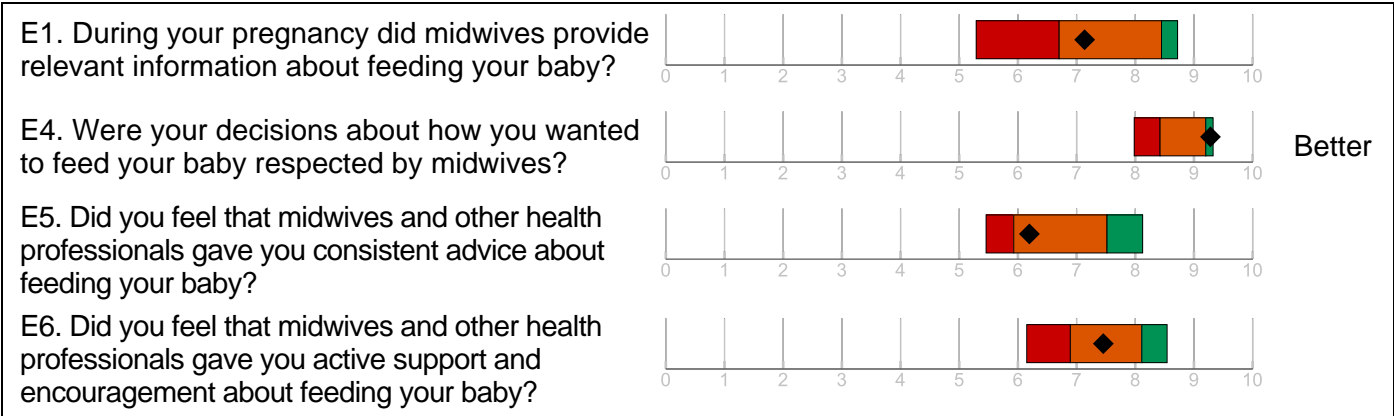 E1. During your pregnancy did midwives provide
relevant information about feeding your baby?
0 1 2 3 4 5 6 7 8 9 10
E4. Were your decisions about how you wanted
to feed your baby respected by midwives?
Better
0 1 2 3 4 5 6 7 8 9 10
E5. Did you feel that midwives and other health
professionals gave you consistent advice about
feeding your baby?
0 1 2 3 4 5 6 7 8 9 10
E6. Did you feel that midwives and other health
professionals gave you active support and
encouragement about feeding your baby?
0 1 2 3 4 5 6 7 8 9 10